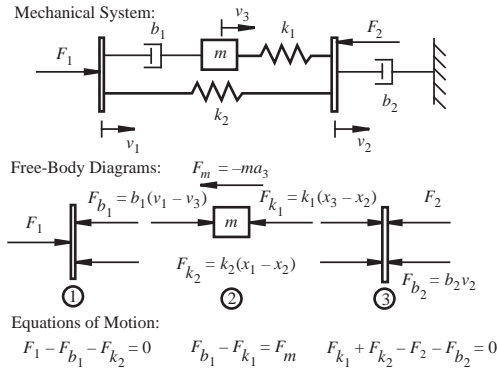 Mechanical System:
v3
b1
k1
F1
m
F2
k2
b2
v1
v2
Free-Body Diagrams:
Fm = –ma3
Fb1 = b1(v1 – v3)
Fk1 = k1(x3 – x2)
F2
F1
m
Fk2 = k2(x1 – x2)
Fb2 = b2v2
1
2
3
Equations of Motion:
F1 – Fb1 – Fk2 = 0
Fb1 – Fk1 = Fm
Fk1 + Fk2 – F2 – Fb2 = 0